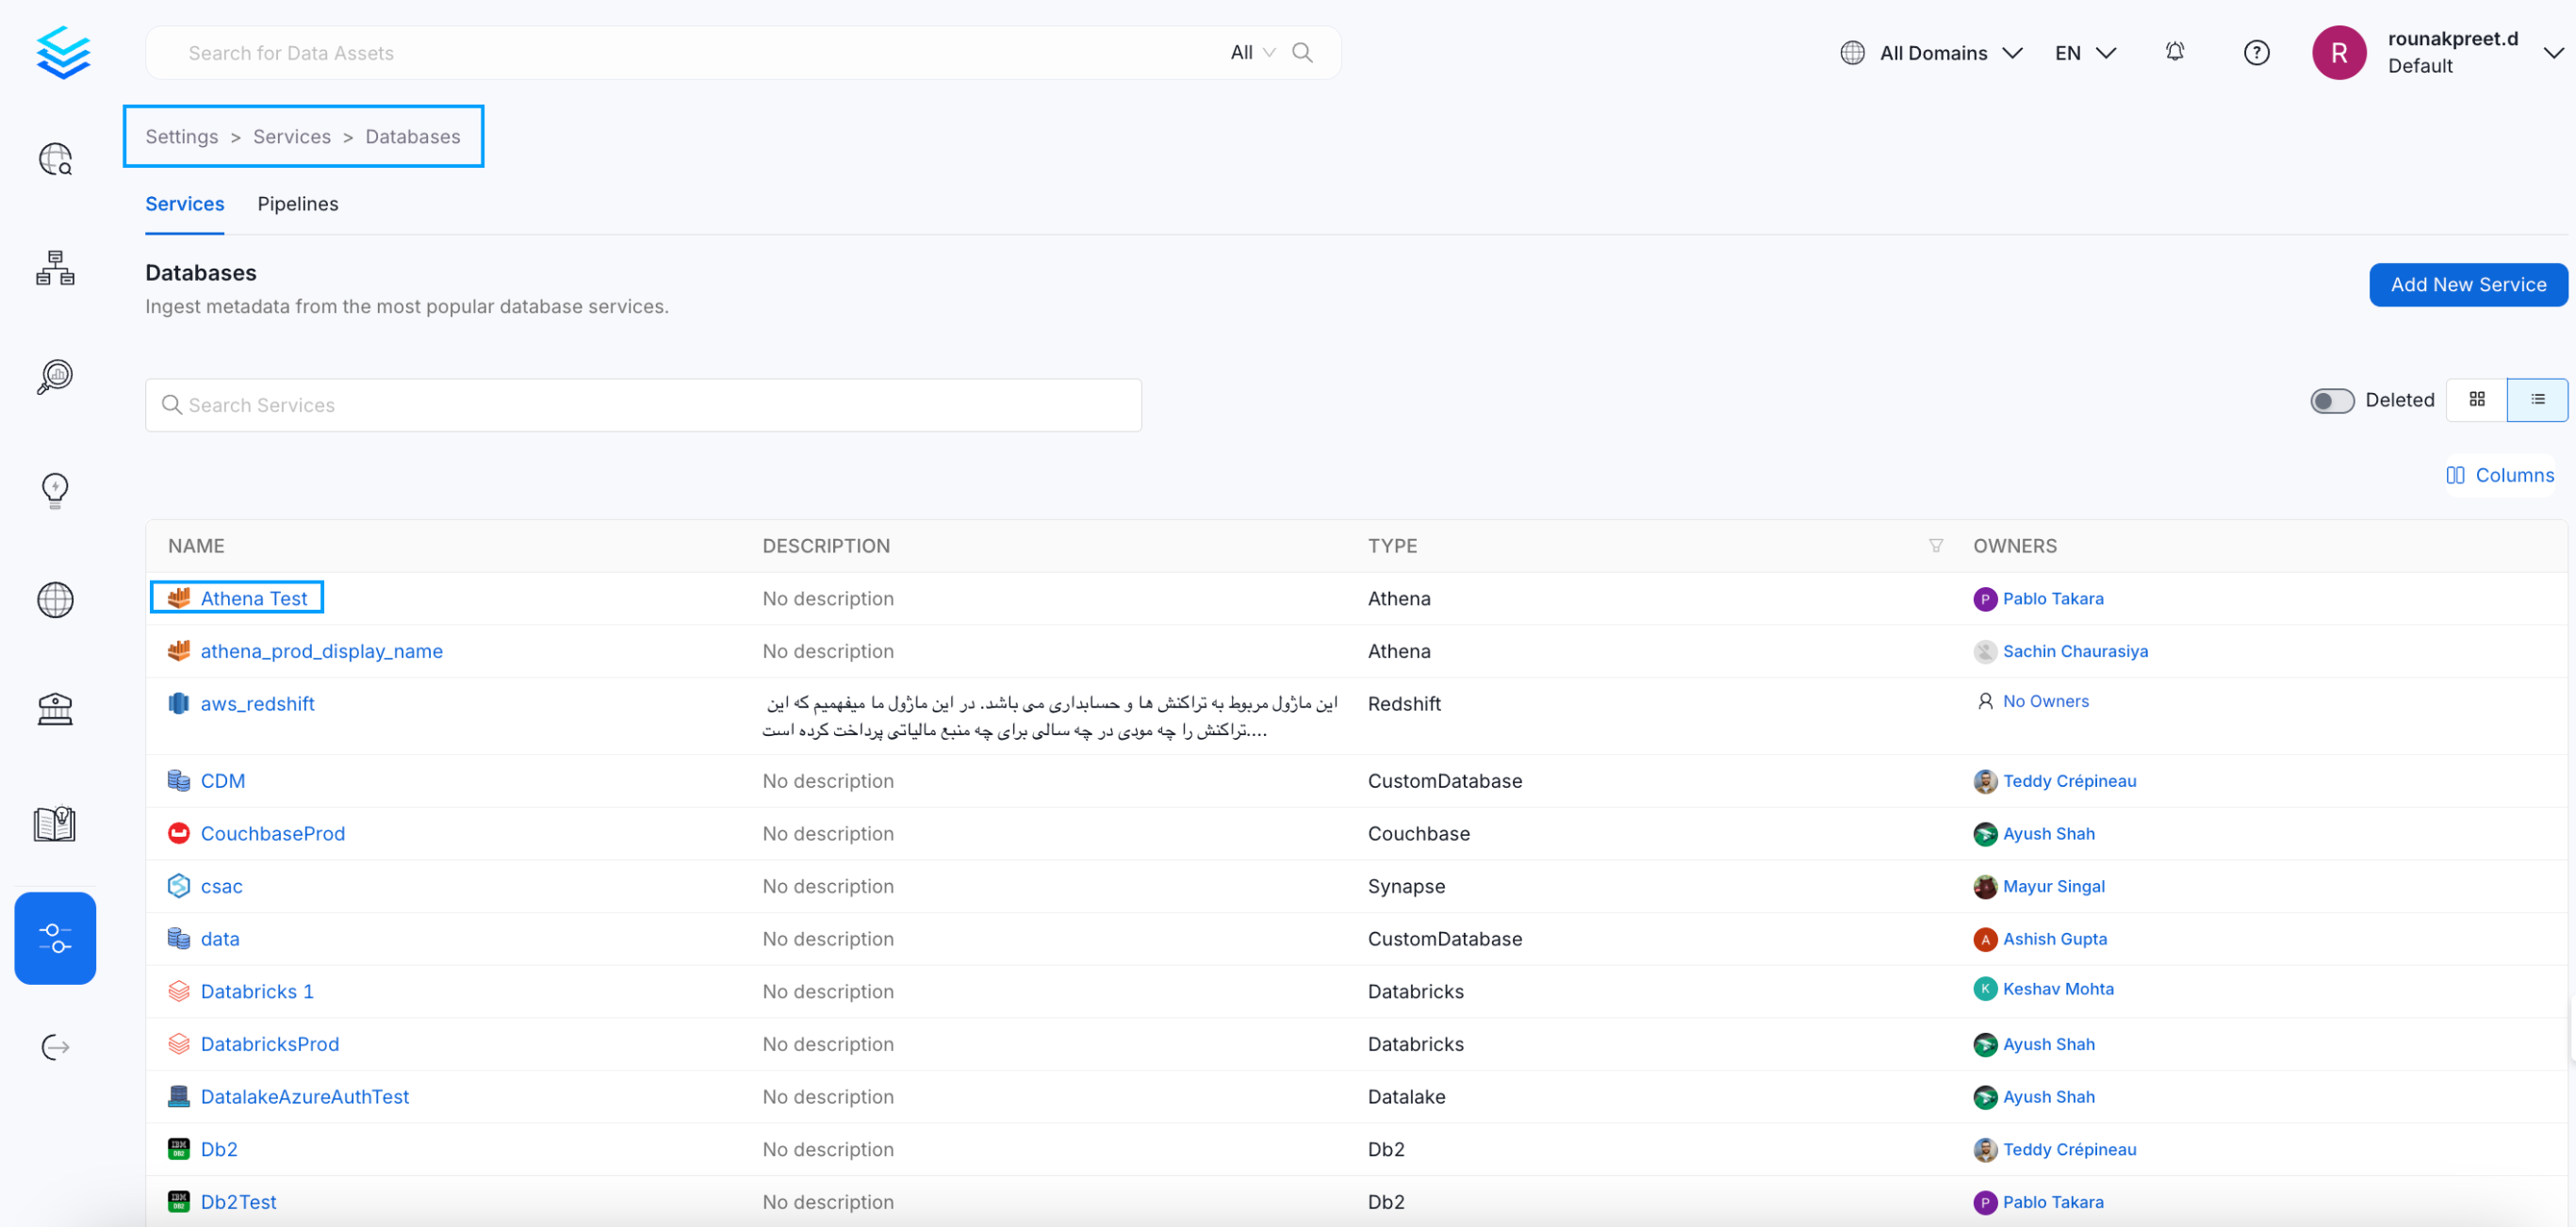 Search for Data Assets
All
All Domains
EN
R
rounakpreet.d
Default
Settings > Services > Databases
Services
Pipelines
Databases
Ingest metadata from the most popular database services.
Add New Service
Search Services
Deleted
Columns
NAME DESCRIPTION TYPE OWNERS
Athena Test No description Athena P Pablo Takara
athena_prod_display_name No description Athena Sachin Chaurasiya
aws_redshift این ماژول مربوط به تراکنش ها و حسابداری می باشد. در این ماژول ما میفهمیم که این Redshift No Owners
تراکنش را چه مودی در چه سالی برای چه منبع مالیاتی پرداخت کرده است....
CDM No description CustomDatabase Teddy Crépineau
CouchbaseProd No description Couchbase Ayush Shah
csac No description Synapse Mayur Singal
data No description CustomDatabase A Ashish Gupta
Databricks 1 No description Databricks K Keshav Mohta
DatabricksProd No description Databricks Ayush Shah
DatalakeAzureAuthTest No description Datalake Ayush Shah
IBM DB2 Db2 No description Db2 Teddy Crépineau
IBM DB2 Db2Test No description Db2 P Pablo Takara